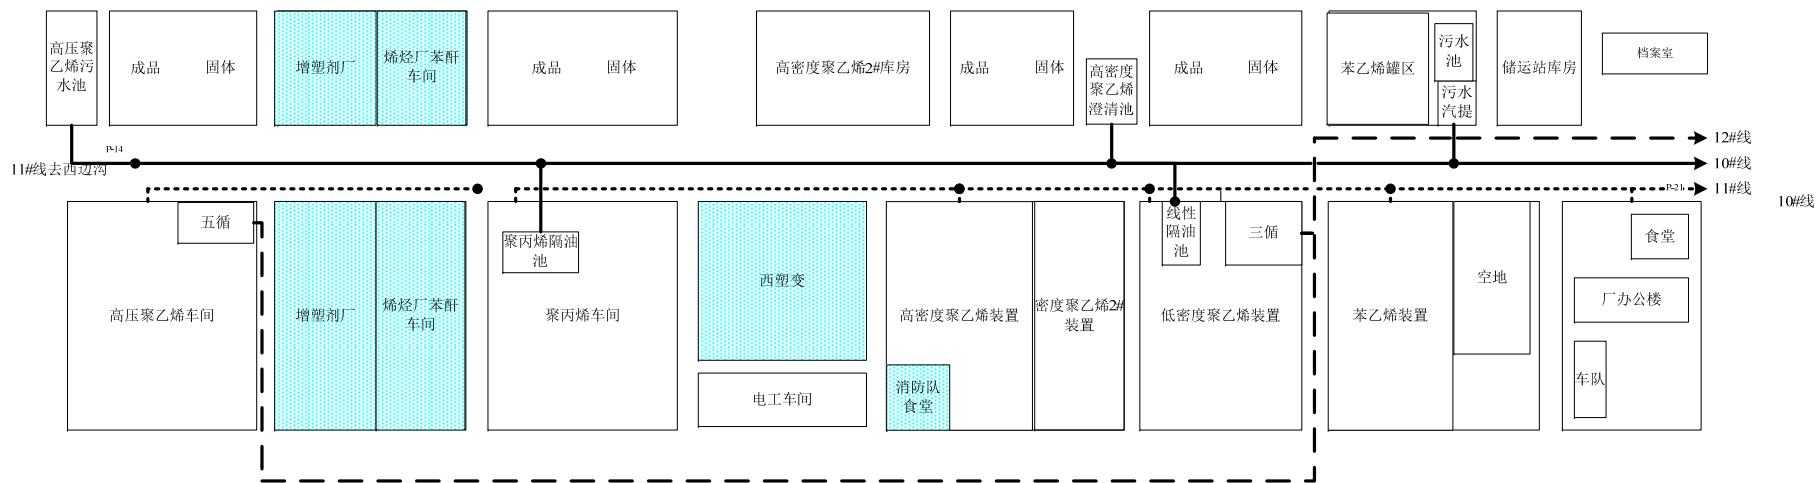 高压聚
乙烯污
水池
成品 固体
增塑剂厂
烯烃厂苯酐
车间
成品 固体
高密度聚乙烯2#库房
成品 固体
高密度
聚乙烯
澄清池
成品 固体
苯乙烯罐区
污水
池
污水
汽提
储运站库房
档案室
12#线
P-14
10#线
11#线去西边沟
P-21
11#线
10#线
五循
聚丙烯隔油
池
线性
隔油
池
三循
食堂
高压聚乙烯车间
增塑剂厂
烯烃厂苯酐
车间
聚丙烯车间
西塑变
高密度聚乙烯装置
密度聚乙烯2#
装置
低密度聚乙烯装置
苯乙烯装置
空地
厂办公楼
消防队
食堂
电工车间
车队